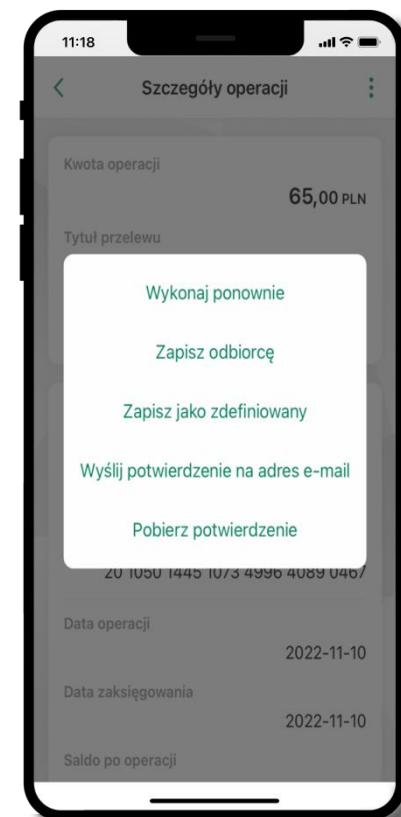 11:18
Szczegóły operacji
Kwota operacji
65,00 PLN
Tytuł przelewu
Wykonaj ponownie
Zapisz odbiorcę
Zapisz jako zdefiniowany
Wyślij potwierdzenie na adres e-mail
Pobierz potwierdzenie
20 1050 1445 1073 4996 4089 0467
Data operacji
2022-11-10
Data zaksięgowania
2022-11-10
Saldo po operacji